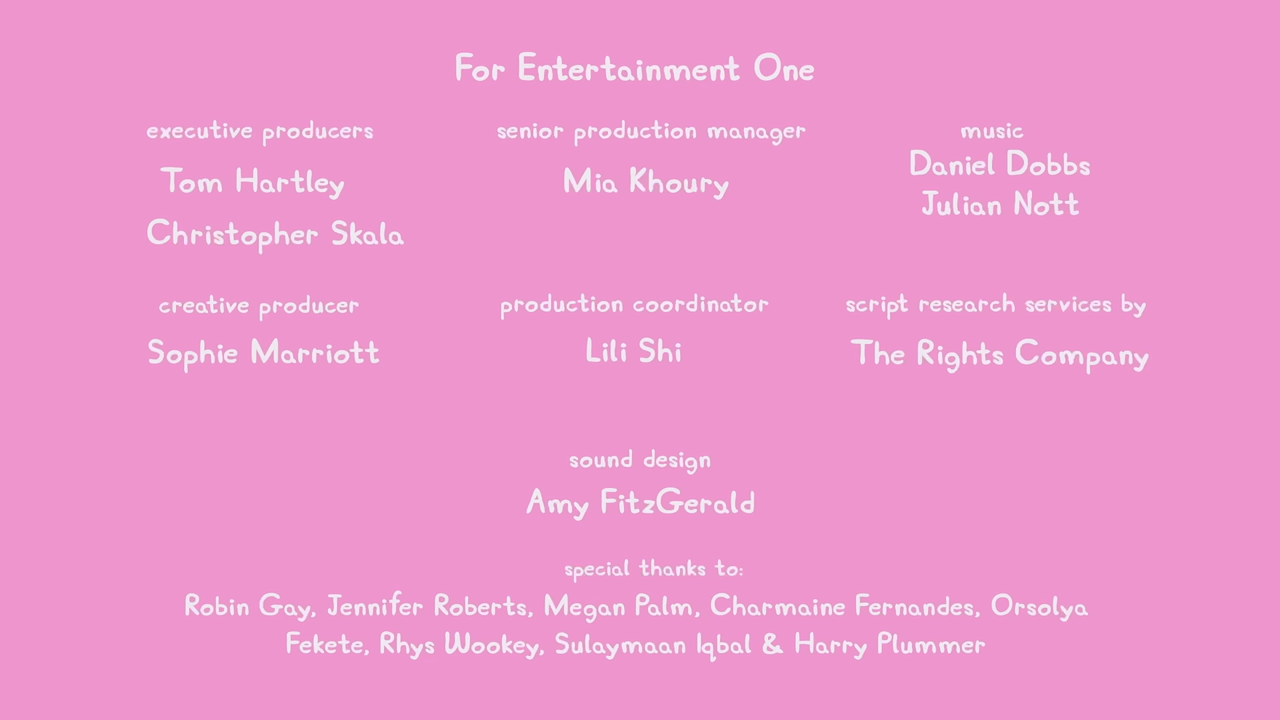 For Entertainment One
executive producers
Tom Hartley
Christopher Skala
senior production manager
Mia Khoury
music
Daniel Dobbs
Julian Nott
creative producer
Sophie Marriott
production coordinator
Lili Shi
script research services by
The Rights Company
sound design
Amy FitzGerald
special thanks to:
Robin Gay, Jennifer Roberts, Megan Palm, Charmaine Fernandes, Orsolya
Fekete, Rhys Wookey, Sulaymaan Iqbal & Harry Plummer